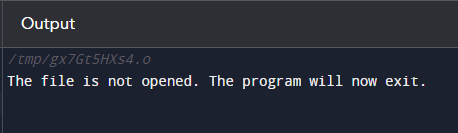 Output
/tmp/gx7Gt5HXs4.o
The file is not opened. The program will now exit.